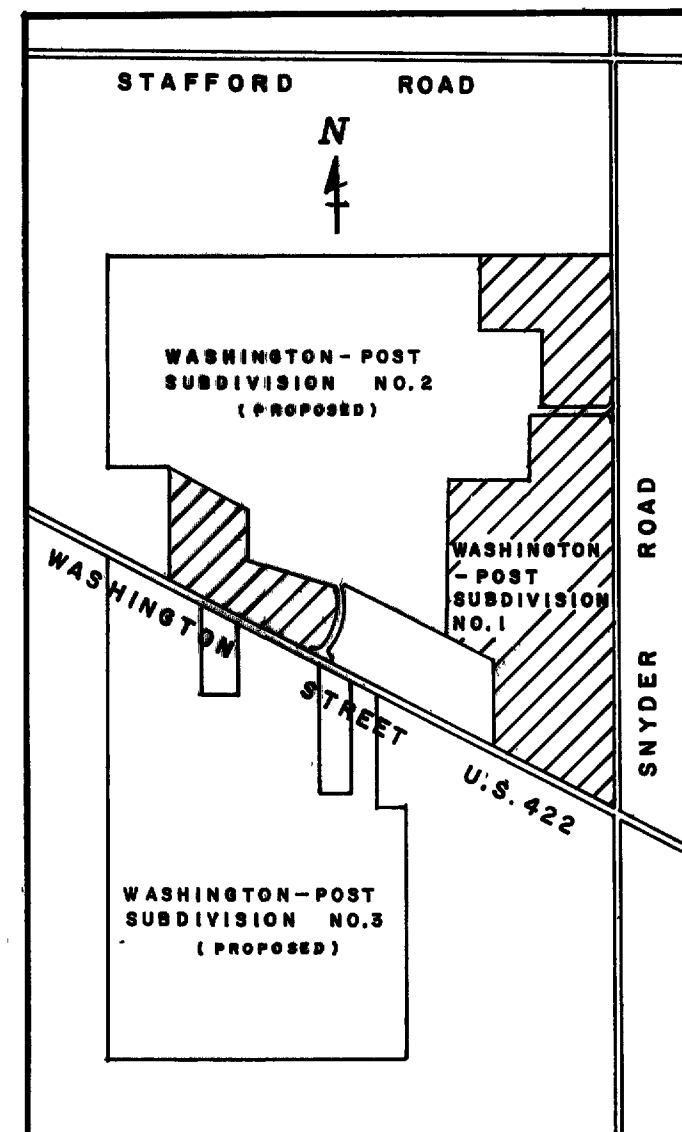 STAFFORD ROAD
N
WASHINGTON-POST
SUBDIVISION NO.2
(PROPOSED)
WASHINGTON
-POST
SUBDIVISION
NO.1
SNYDER ROAD
WASHINGTON STREET U.S. 422
WASHINGTON-POST
SUBDIVISION NO.3
(PROPOSED)